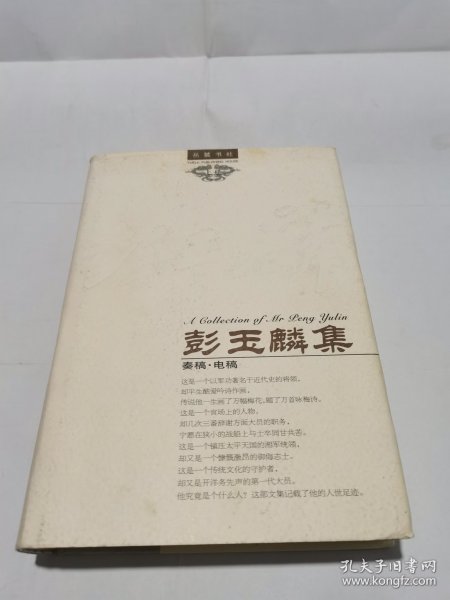 岳麓书社
A Collection of Mr Peng Yulin
彭玉麟集
奏稿·电稿
这是一个以军功著名于近代史的将领，
却平生酷爱吟诗作画，
传说他一生画了万幅梅花，题了万首咏梅诗。
这是一个官场上的人物，
却几次三番辞谢方面大员的职务，
宁愿在狭小的战船上与士卒同甘共苦。
这是一个镇压太平天国的湘军统领，
却又是一个慷慨激昂的御侮志士。
这是一个传统文化的守护者，
却又是开洋务先声的第一代大员。
他究竟是个什么人？这部文集记载了他的人世足迹。
孔夫子旧书网
www.kongfz.com